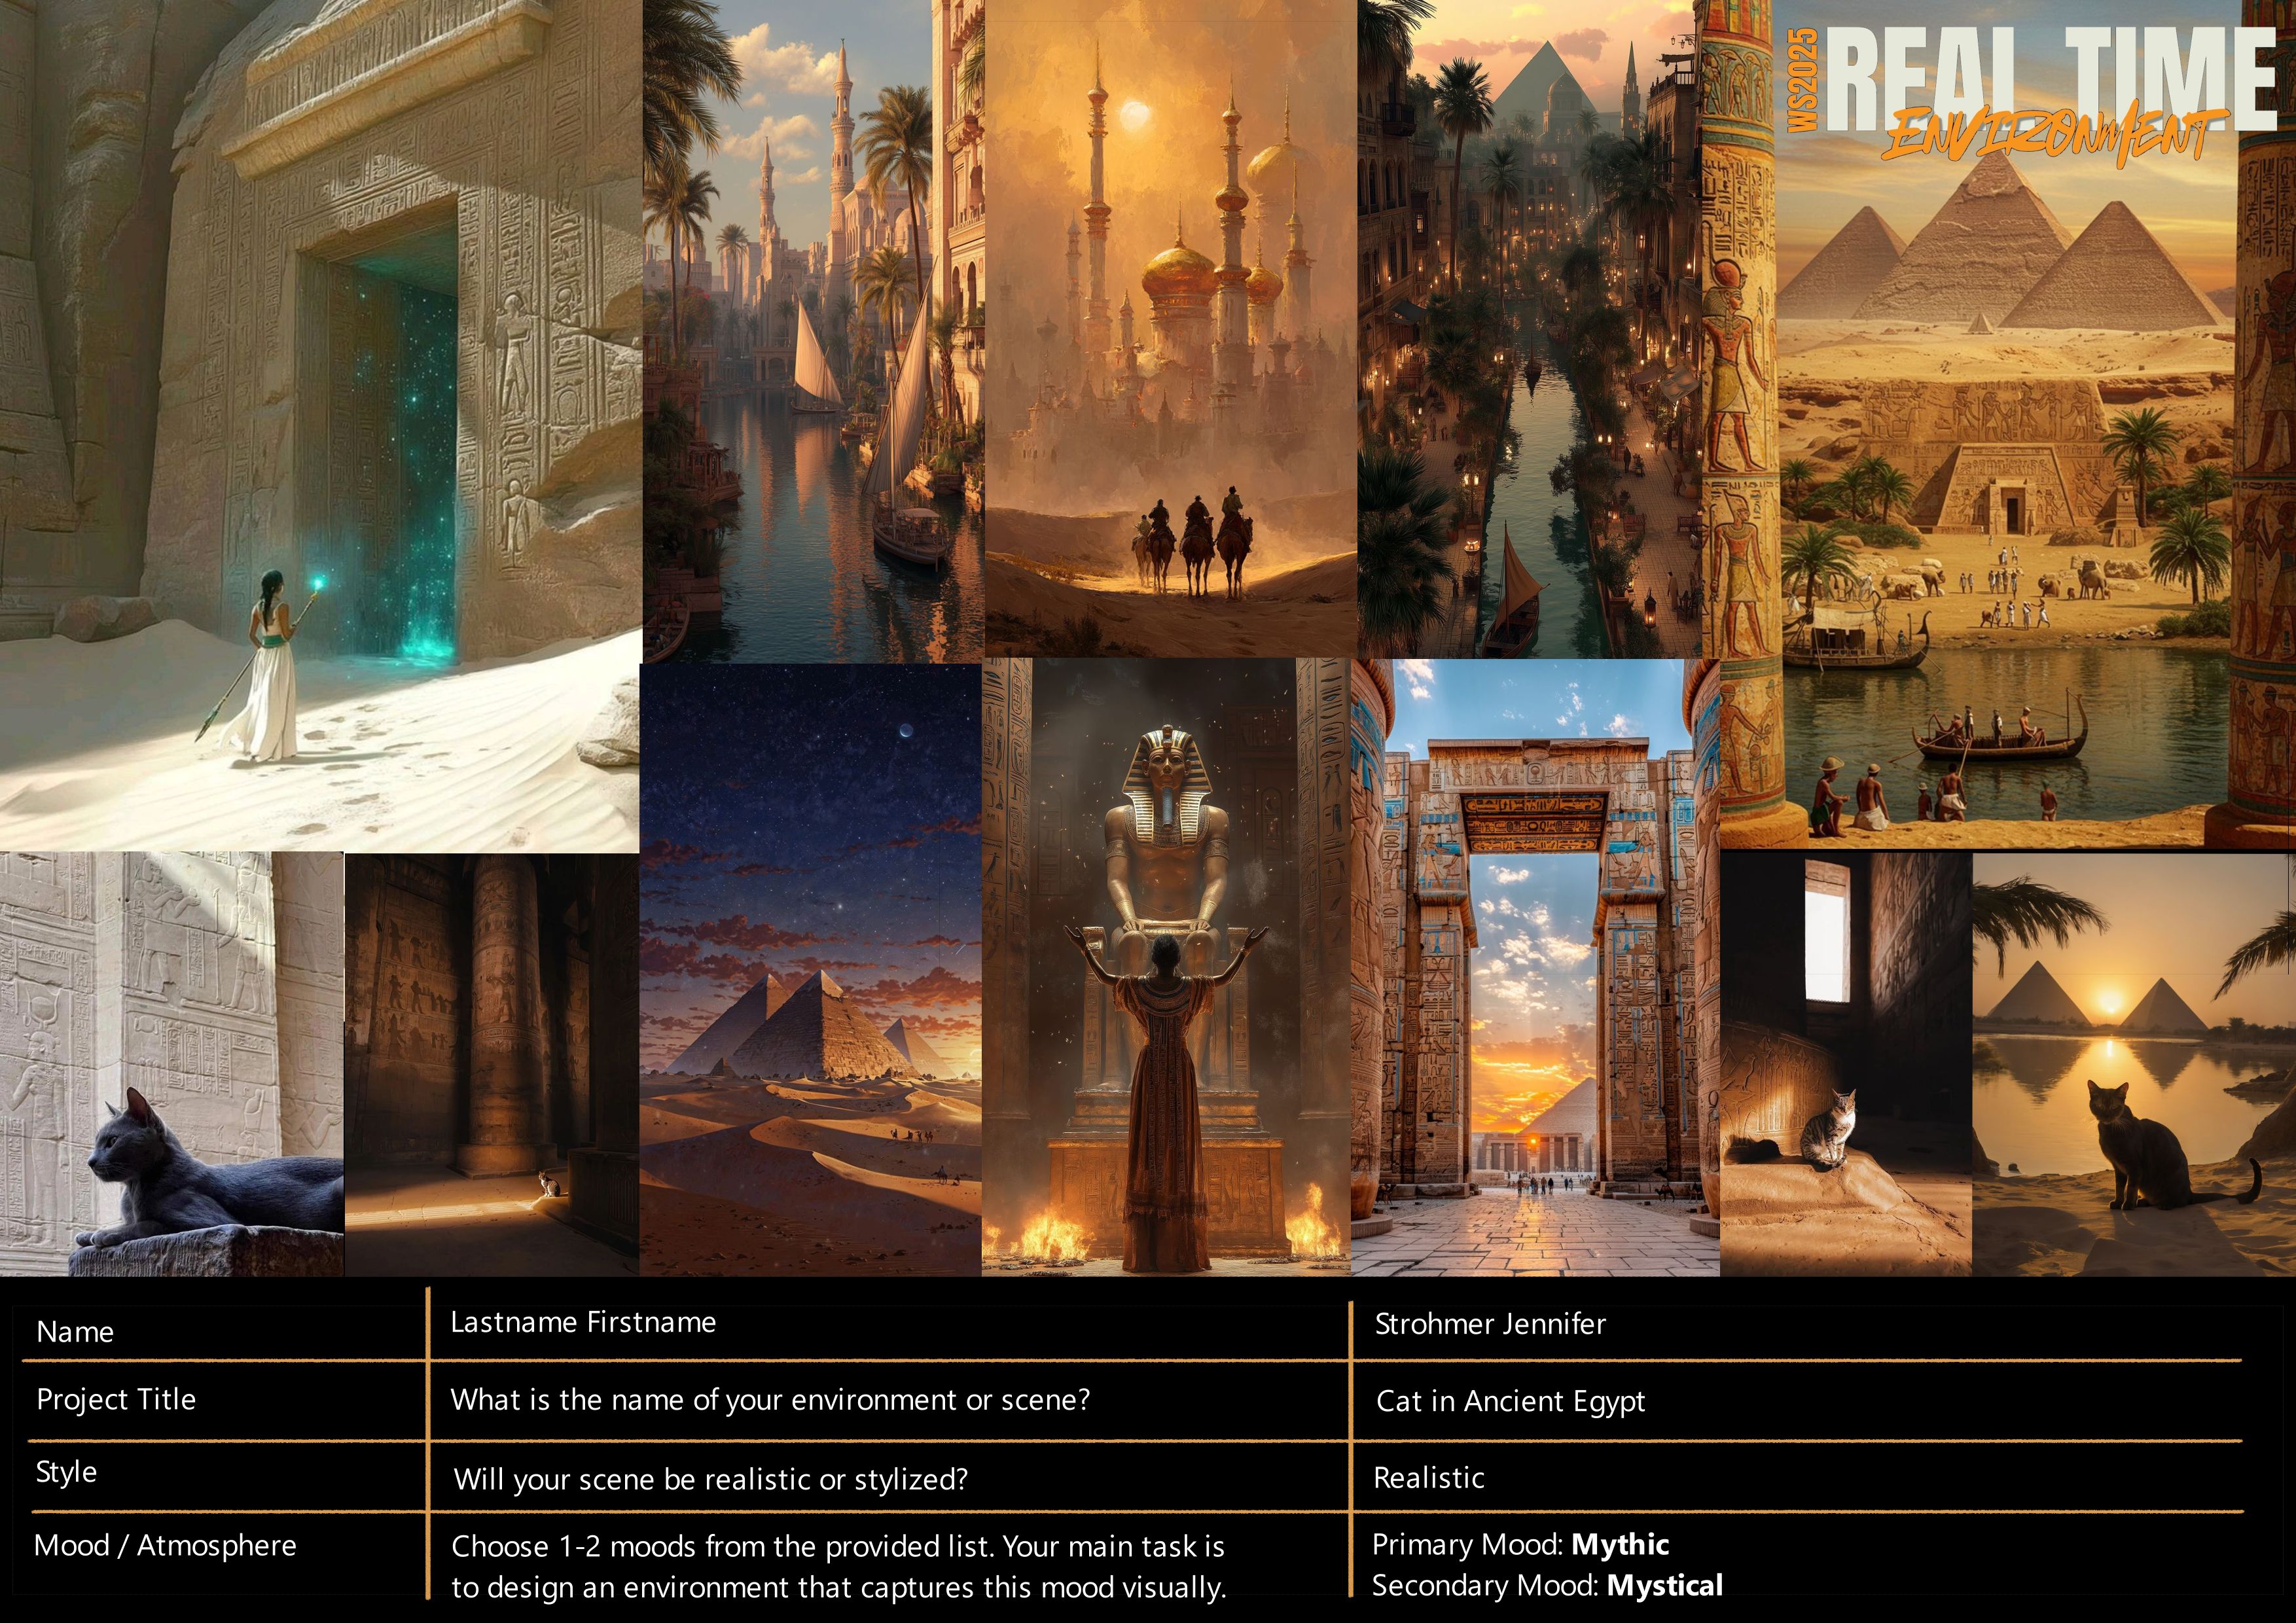 WS2025
REAL TIME
ENVIRONMENT
Name
Lastname Firstname
Strohmer Jennifer
Project Title
What is the name of your environment or scene?
Cat in Ancient Egypt
Style
Will your scene be realistic or stylized?
Realistic
Mood / Atmosphere
Choose 1-2 moods from the provided list. Your main task is
to design an environment that captures this mood visually.
Primary Mood: Mythic
Secondary Mood: Mystical